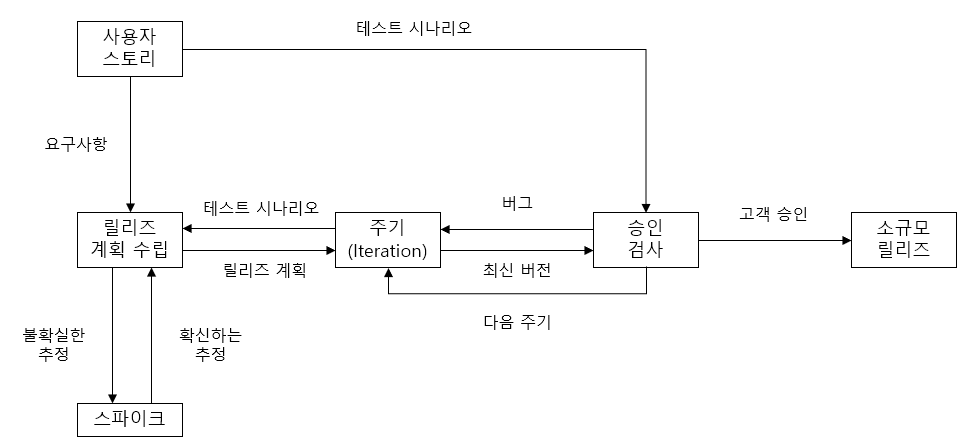 테스트 시나리오
사용자
스토리
요구사항
릴리즈
계획 수립
테스트 시나리오
릴리즈 계획
주기
(Iteration)
버그
최신 버전
승인
검사
고객 승인
소규모
릴리즈
다음 주기
불확실한
추정
확신하는
추정
스파이크